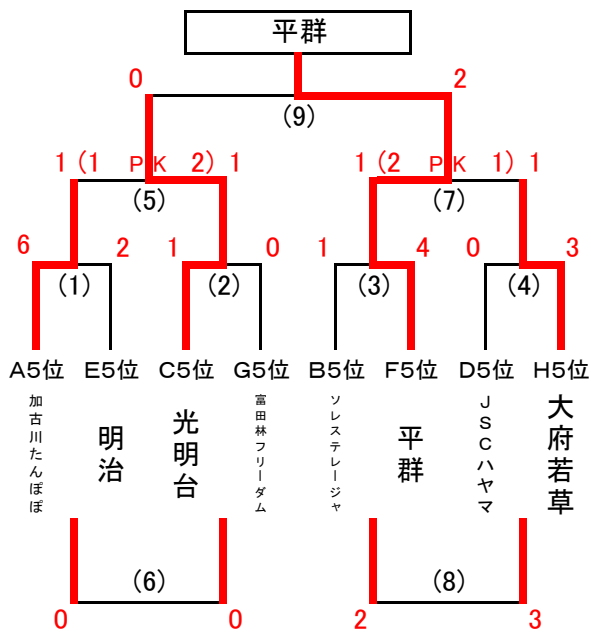 平群
0 2
(9)
1 (1 PK 2) 1 1 (2 PK 1) 1
(5) (7)
6 2 1 0 1 4 0 3
(1) (2) (3) (4)
A5位 E5位 C5位 G5位 B5位 F5位 D5位 H5位
加古川たんぽぽ
明治
光明台
富田林フリーダム
ソレステレージャ
平群
JSCハヤマ
大府若草
(6) (8)
0 0 2 3